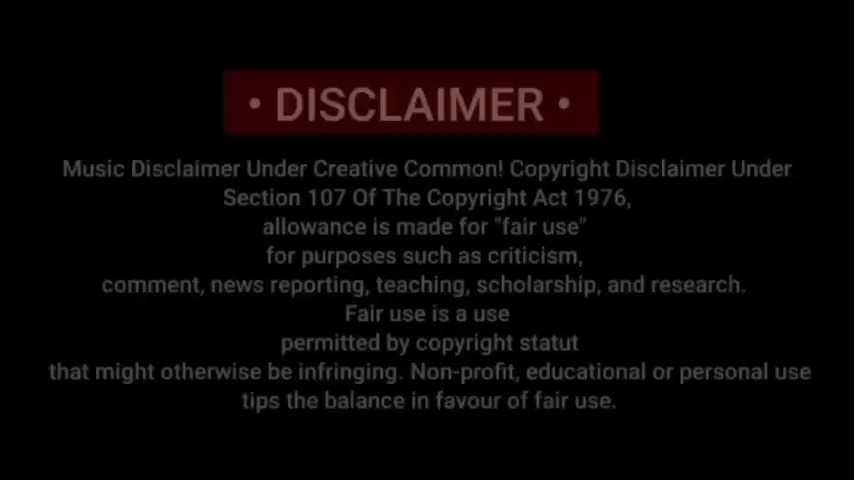 • DISCLAIMER •
Music Disclaimer Under Creative Common! Copyright Disclaimer Under
Section 107 Of The Copyright Act 1976,
allowance is made for "fair use"
for purposes such as criticism,
comment, news reporting, teaching, scholarship, and research.
Fair use is a use
permitted by copyright statut
that might otherwise be infringing. Non-profit, educational or personal use
tips the balance in favour of fair use.